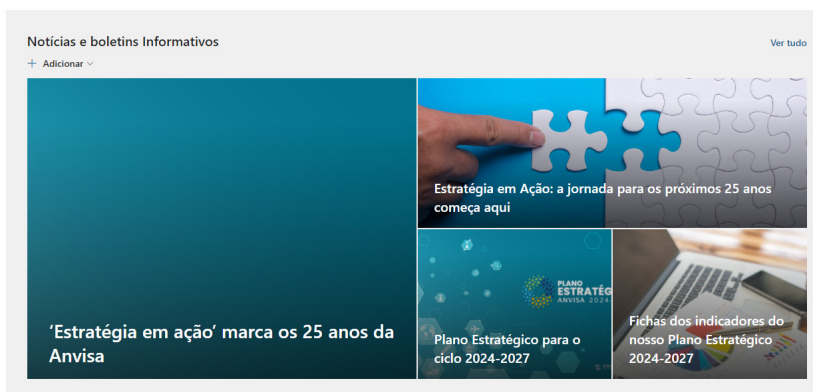 Notícias e boletins Informativos
Ver tudo
+ Adicionar
Estratégia em Ação: a jornada para os próximos 25 anos
começa aqui
'Estratégia em ação' marca os 25 anos da
Anvisa
PLANO
ESTRATÉG
ANVISA 2024-
Plano Estratégico para o
ciclo 2024-2027
Fichas dos indicadores do
nosso Plano Estratégico
2024-2027